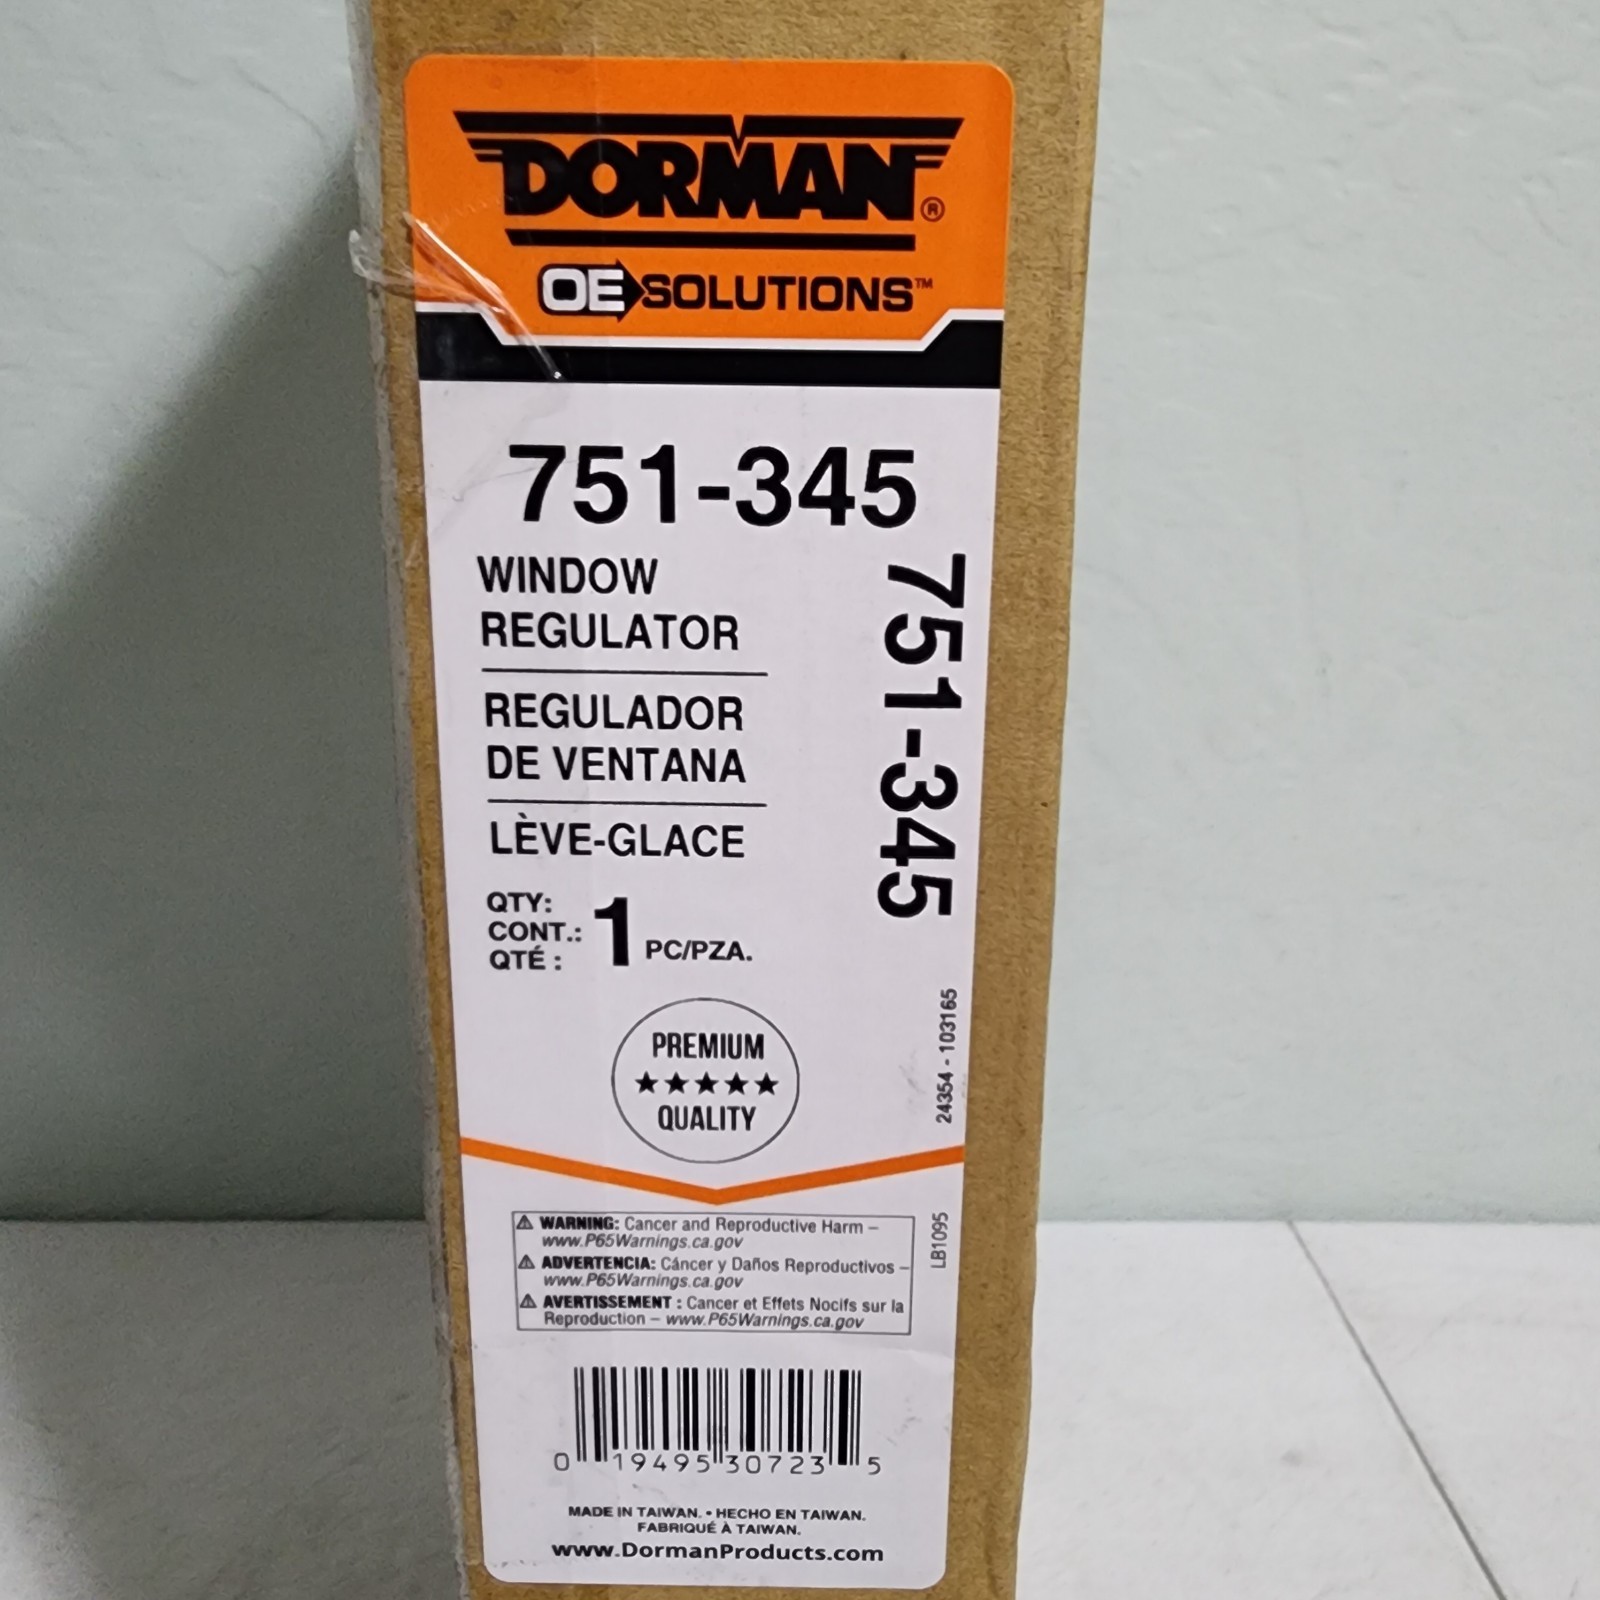 DORMAN®
OE SOLUTIONS™
751-345
WINDOW
REGULATOR
REGULADOR
DE VENTANA
LÈVE-GLACE
751-345
QTY:
CONT.:
QTÉ :
1 PC/PZA.
PREMIUM
★★★★★
QUALITY
24354 - 103165
⚠ WARNING: Cancer and Reproductive Harm –
www.P65Warnings.ca.gov
⚠ ADVERTENCIA: Cáncer y Daños Reproductivos –
www.P65Warnings.ca.gov
⚠ AVERTISSEMENT : Cancer et Effets Nocifs sur la
Reproduction – www.P65Warnings.ca.gov
LB1095
0 19495 30723 5
MADE IN TAIWAN. • HECHO EN TAIWAN.
FABRIQUÉ À TAIWAN.
www.DormanProducts.com